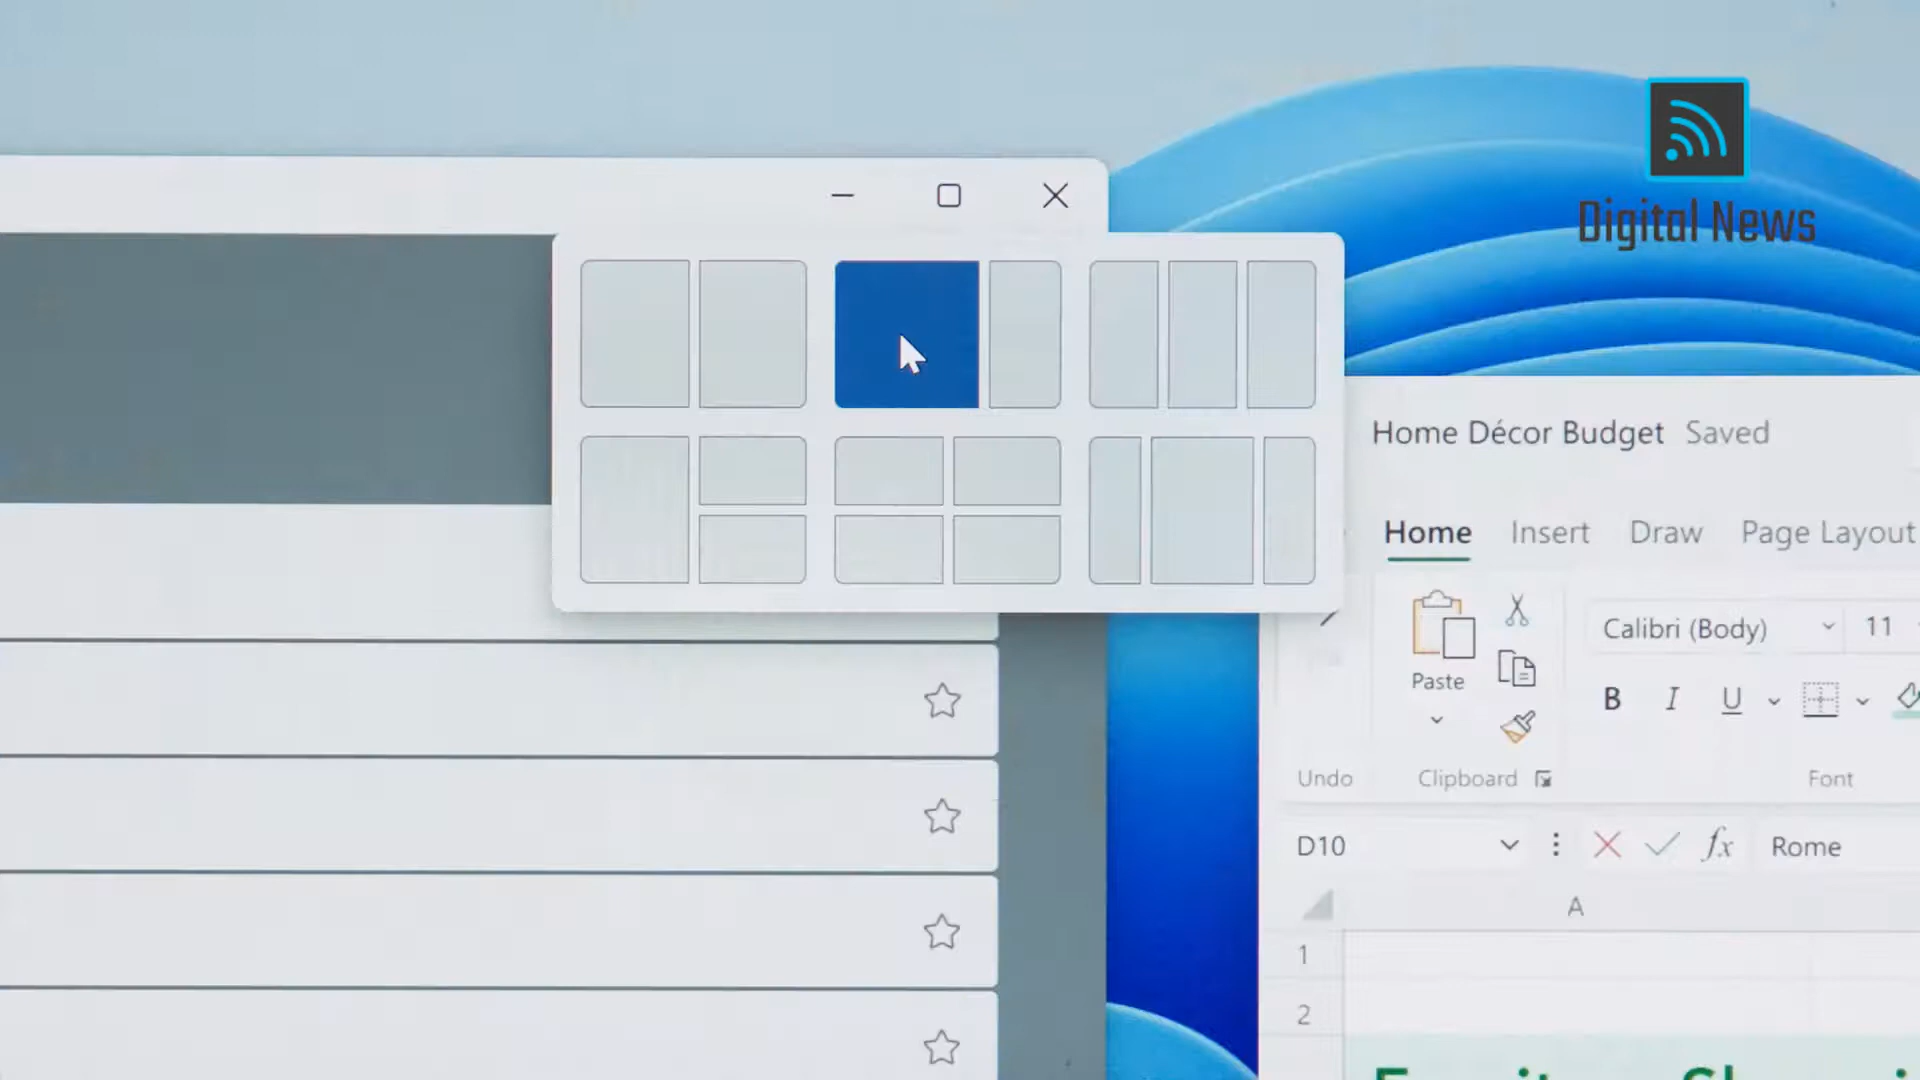 Digital News
Home Décor Budget Saved
Home Insert Draw Page Layout
Calibri (Body) 11
Paste
B I U
Undo Clipboard Font
D10 fx Rome
A
1
2